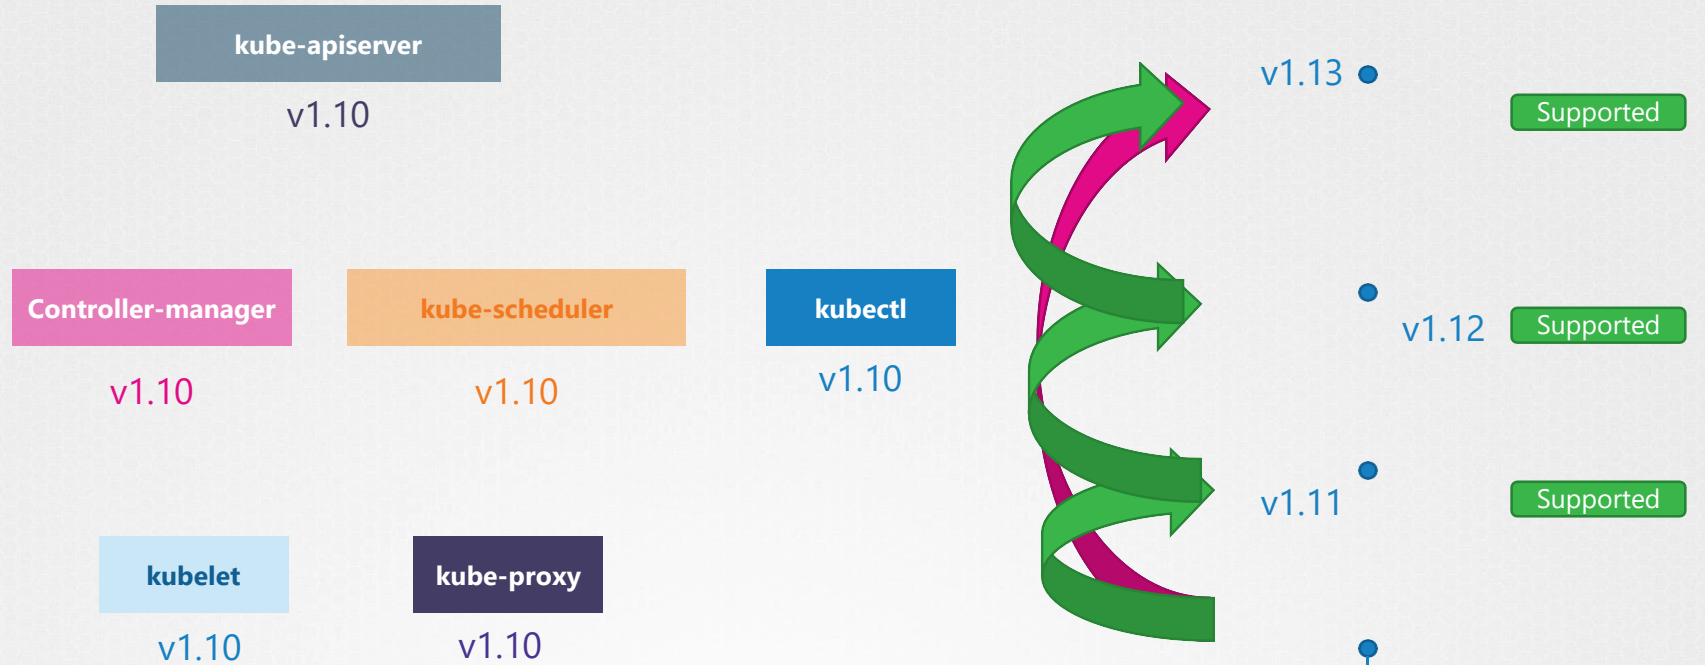 kube-apiserver
v1.10
Controller-manager
v1.10
kube-scheduler
v1.10
kubectl
v1.10
kubelet
v1.10
kube-proxy
v1.10
v1.13
Supported
v1.12
Supported
v1.11
Supported